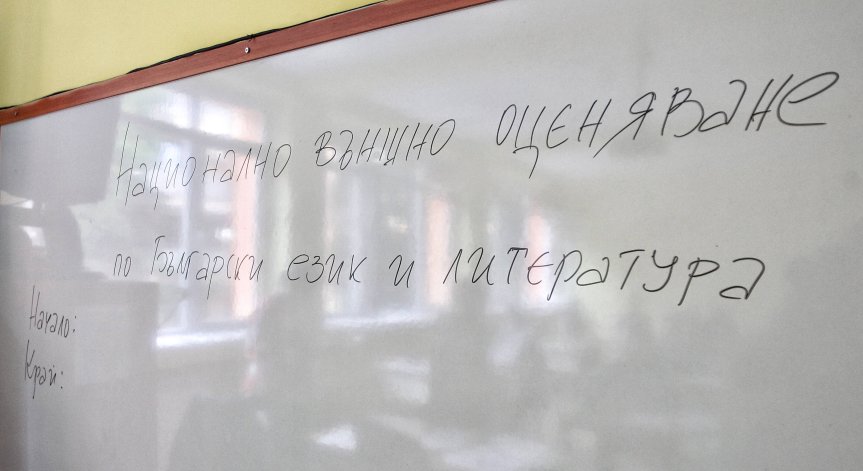 Национално външно оценяване
по Български език и литература
Начало:
Край: